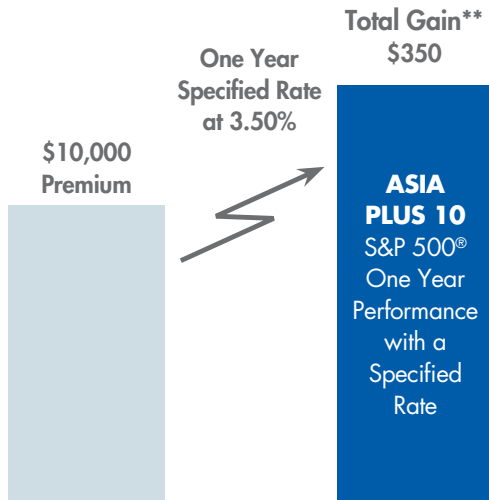 Total Gain**
$350
One Year
Specified Rate
at 3.50%
$10,000
Premium
ASIA
PLUS 10
S&P 500®
One Year
Performance
with a
Specified
Rate